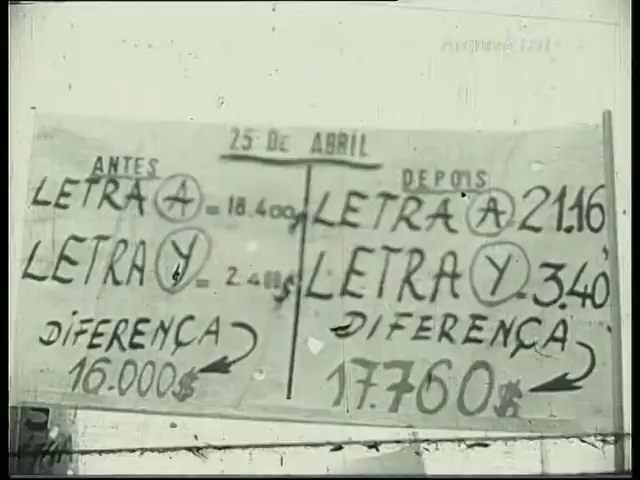 25 DE ABRIL
ANTES
LETRA A = 18.400$
LETRA Y = 2.400$
DIFERENÇA
16.000$
DEPOIS
LETRA A 21.16
LETRA Y = 3.40
DIFERENÇA
17.760$